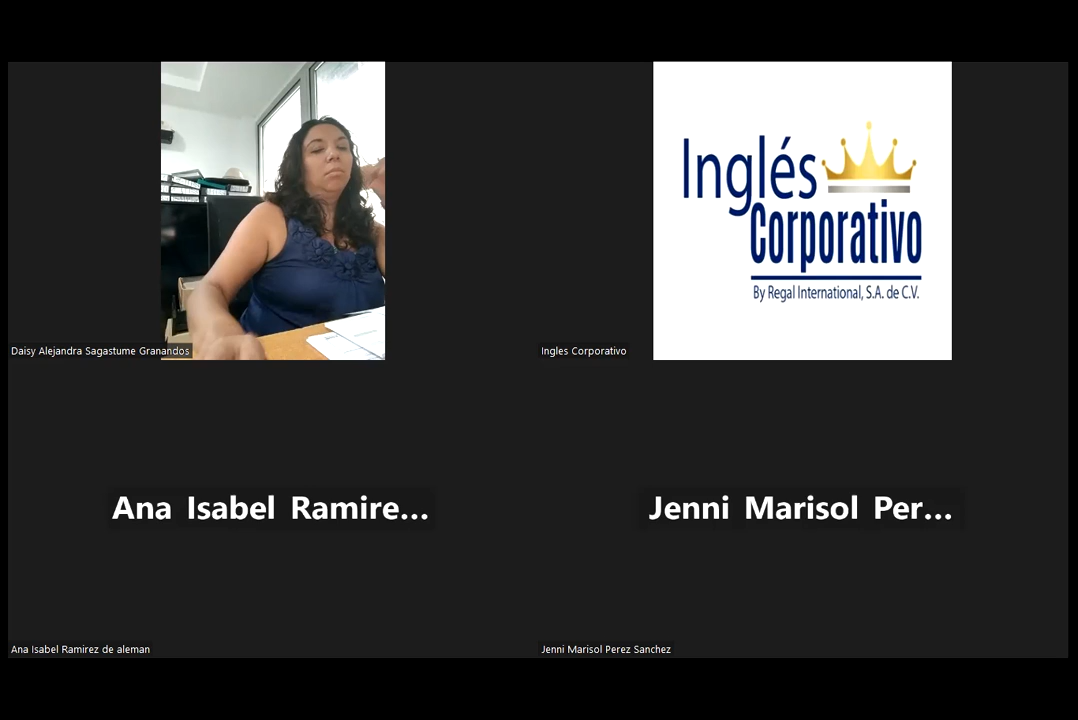 Inglés
Corporativo
By Regal International, S.A. de C.V.
Daisy Alejandra Sagastume Granandos
Ingles Corporativo
Ana Isabel Ramire...
Jenni Marisol Per...
Ana Isabel Ramirez de aleman
Jenni Marisol Perez Sanchez